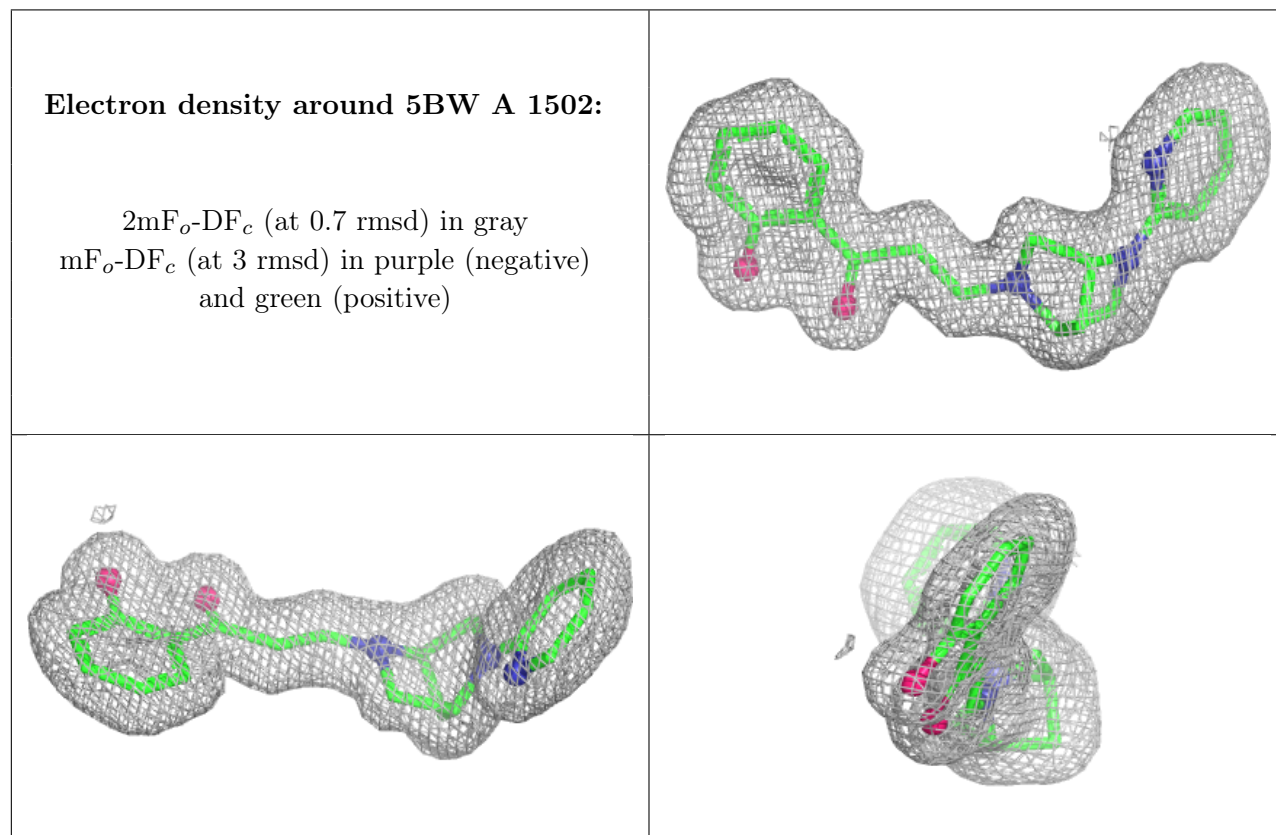 Electron density around 5BW A 1502:
2mFo-DFc (at 0.7 rmsd) in gray
mFo-DFc (at 3 rmsd) in purple (negative)
and green (positive)